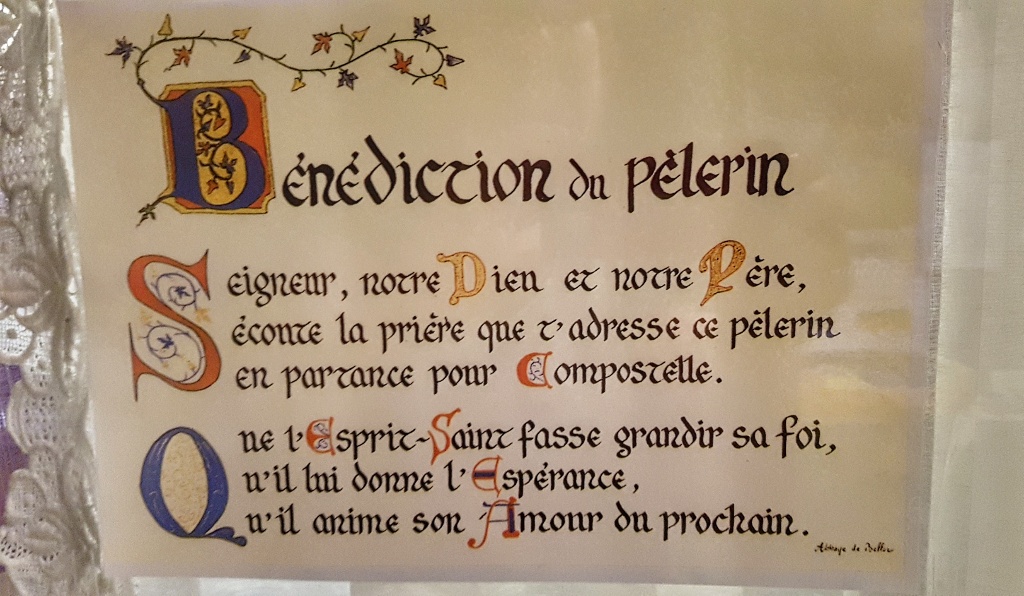 Bénédiction du pèlerin
Seigneur, notre Dieu et notre Père,
écoute la prière que t'adresse ce pèlerin
en partance pour Compostelle.
Que l'Esprit-Saint fasse grandir sa foi,
Qu'il lui donne l'Espérance,
Qu'il anime son Amour du prochain.
Abbaye de